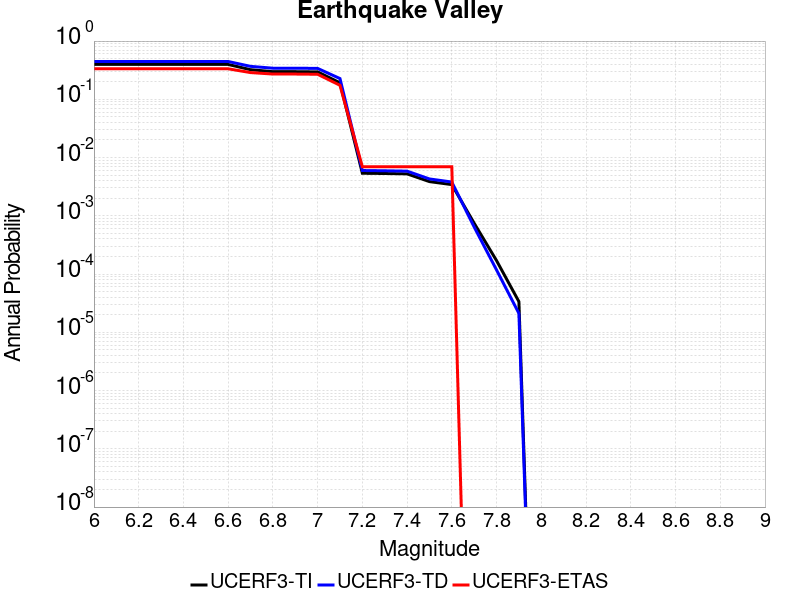 Earthquake Valley
10^0
10^-1
10^-2
10^-3
10^-4
10^-5
10^-6
10^-7
10^-8
Annual Probability
6 6.2 6.4 6.6 6.8 7 7.2 7.4 7.6 7.8 8 8.2 8.4 8.6 8.8 9
Magnitude
UCERF3-TI UCERF3-TD UCERF3-ETAS